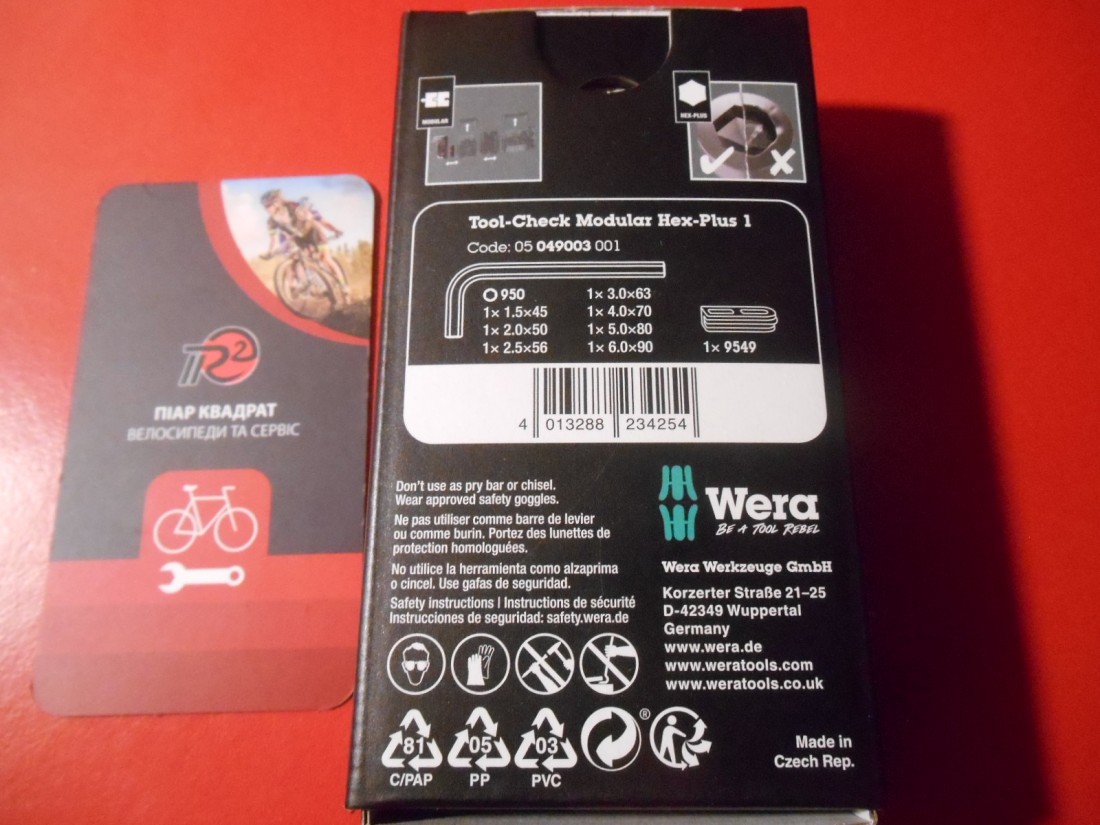 ПІАР КВАДРАТ
ВЕЛОСИПЕДИ ТА СЕРВІС
MODULAR
HEX-PLUS
Tool-Check Modular Hex-Plus 1
Code: 05 049003 001
950
1× 1.5×45
1× 2.0×50
1× 2.5×56
1× 3.0×63
1× 4.0×70
1× 5.0×80
1× 6.0×90
1× 9549
4 013288 234254
Don't use as pry bar or chisel.
Wear approved safety goggles.
Ne pas utiliser comme barre de levier
ou comme burin. Portez des lunettes de
protection homologuées.
No utilice la herramienta como alzaprima
o cincel. Use gafas de seguridad.
Safety instructions | Instructions de sécurité
Instrucciones de seguridad: safety.wera.de
Wera
BE A TOOL REBEL
Wera Werkzeuge GmbH
Korzerter Straße 21–25
D-42349 Wuppertal
Germany
www.wera.de
www.weratools.com
www.weratools.co.uk
81
C/PAP
05
PP
03
PVC
®
Made in
Czech Rep.